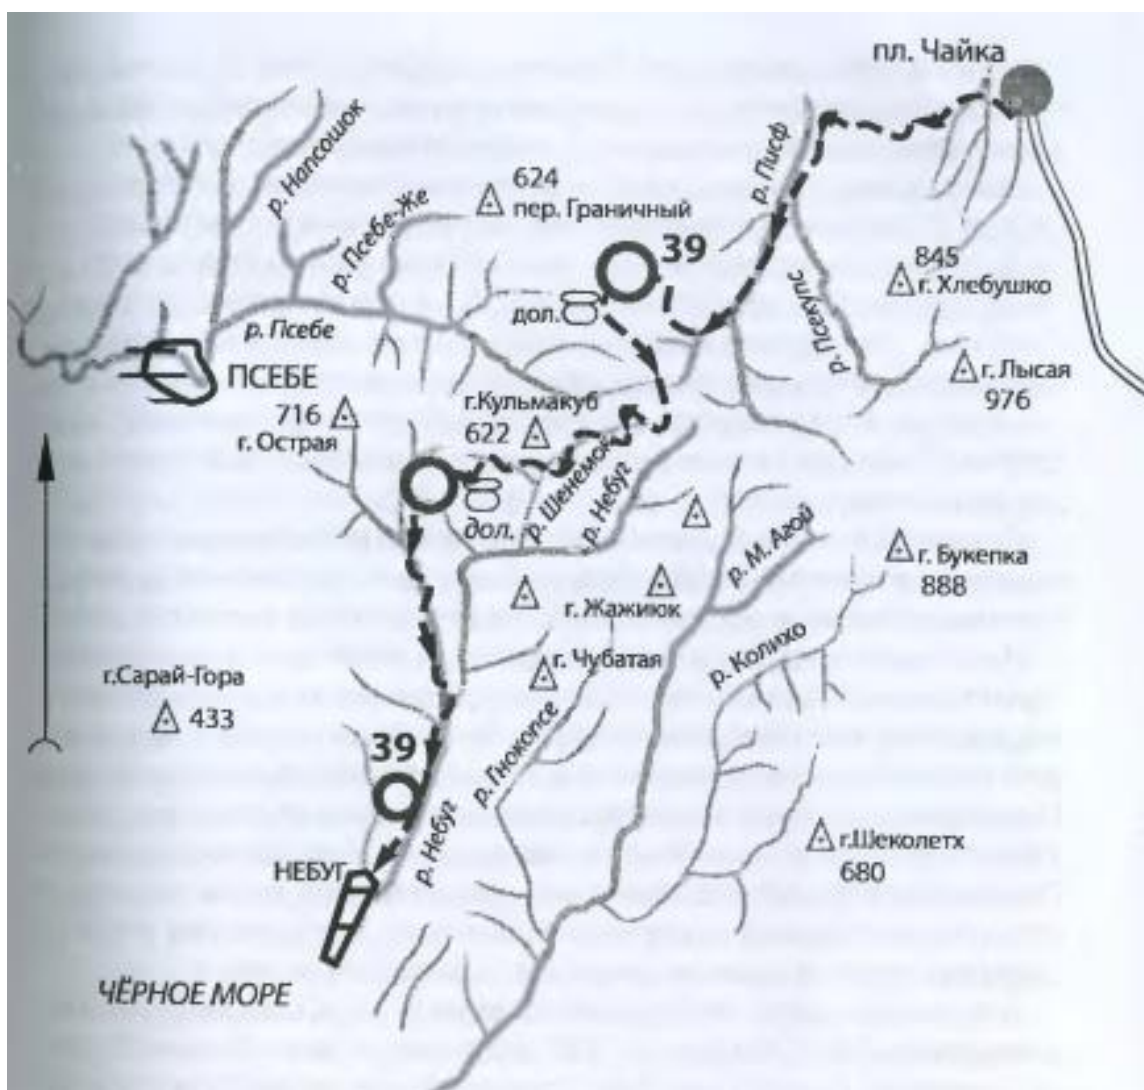 пл. Чайка
р. Писф
р. Напсошок
624
пер. Граничный
р. Псебе-Же
39
845
г. Хлебушко
дол.
р. Псекупс
р. Псебе
ПСЕБЕ
г. Лысая
976
716
г. Острая
г.Кульмакуб
622
р. Шенемок
р. Небуг
дол.
р. М. Агой
г. Букепка
888
г. Жажиюк
р. Колихо
г. Чубатая
г.Сарай-Гора
433
р. Гнокопсе
39
р. Небуг
г.Шеколетх
680
НЕБУГ
ЧЁРНОЕ МОРЕ